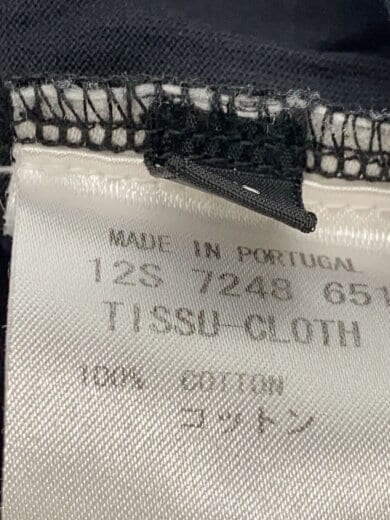 MADE IN PORTUGAL
12S 7248 651
TISSU-CLOTH
100% COTTON
コットン